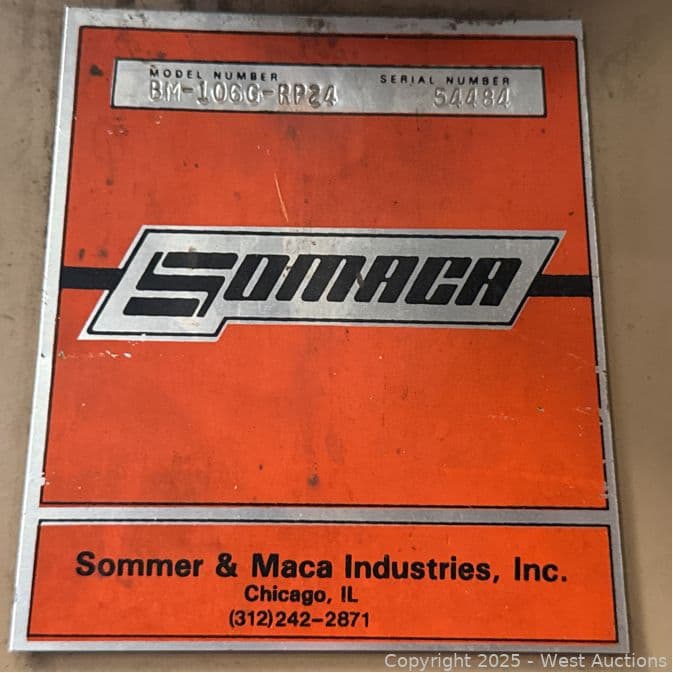 MODEL NUMBER SERIAL NUMBER
BM-106G-RP24 54484
SOMACA
Sommer & Maca Industries, Inc.
Chicago, IL
(312)242-2871
Copyright 2025 - West Auctions